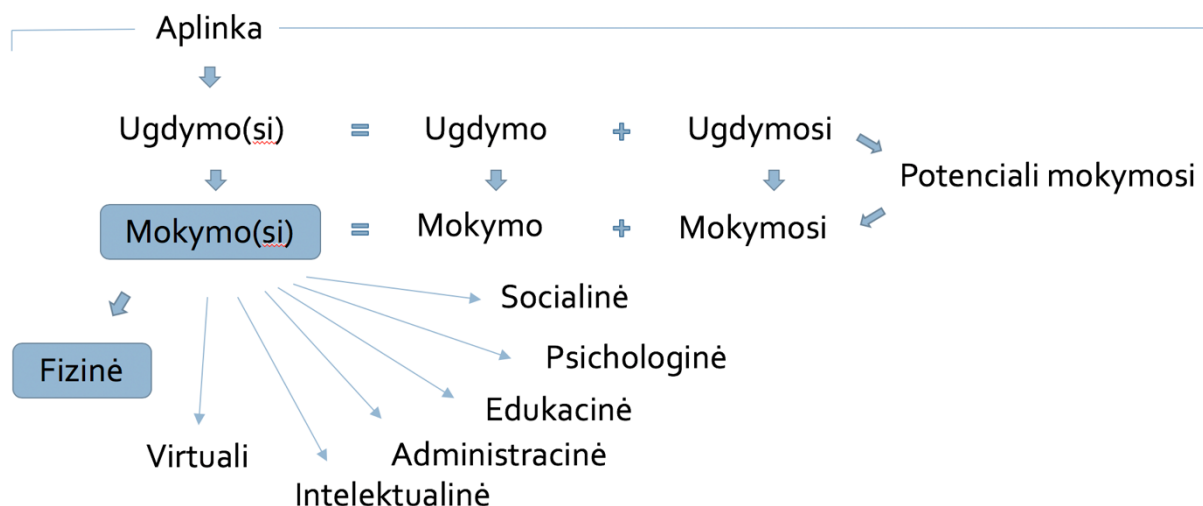 Aplinka
Ugdymo(si) = Ugdymo + Ugdymosi
Potenciali mokymosi
Mokymo(si) = Mokymo + Mokymosi
Socialinė
Psichologinė
Fizinė
Edukacinė
Administracinė
Virtuali
Intelektualinė